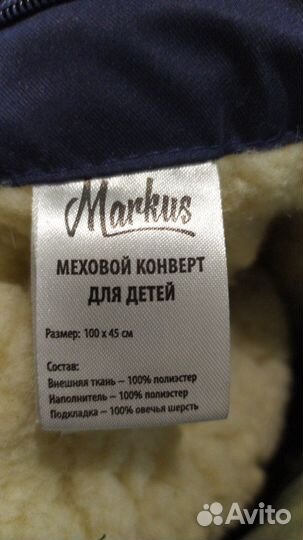 Markus
МЕХОВОЙ КОНВЕРТ
ДЛЯ ДЕТЕЙ
Размер: 100 х 45 см
Состав:
Внешняя ткань – 100% полиэстер
Наполнитель – 100% полиэстер
Подкладка – 100% овечья шерсть
Avito